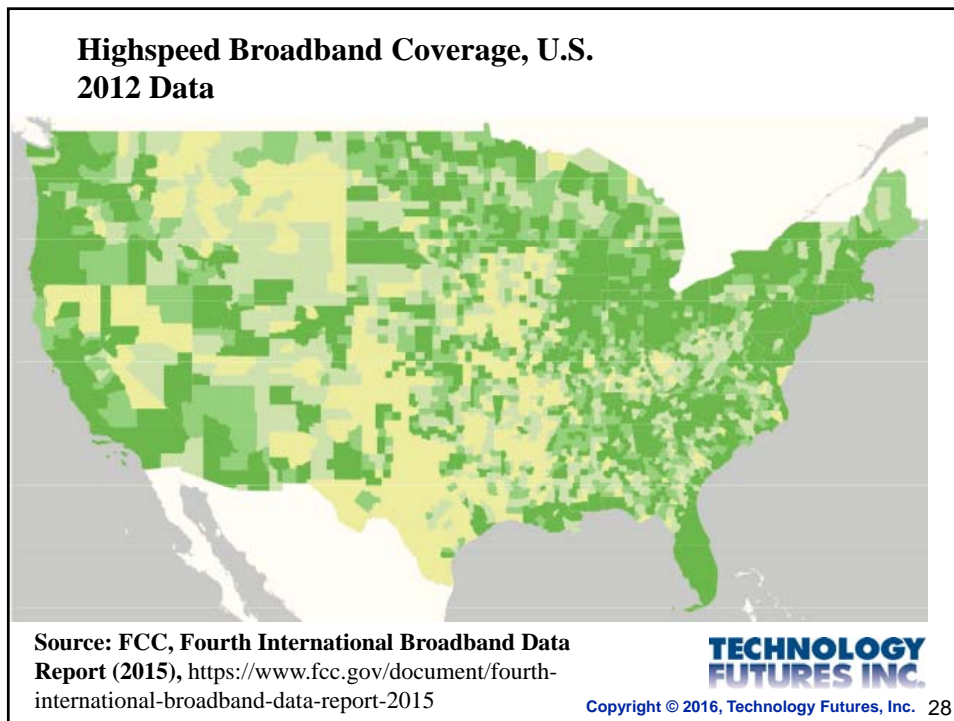 Highspeed Broadband Coverage, U.S.
2012 Data
Source: FCC, Fourth International Broadband Data
Report (2015), https://www.fcc.gov/document/fourth-
international-broadband-data-report-2015
TECHNOLOGY
FUTURES INC.
Copyright © 2016, Technology Futures, Inc. 28